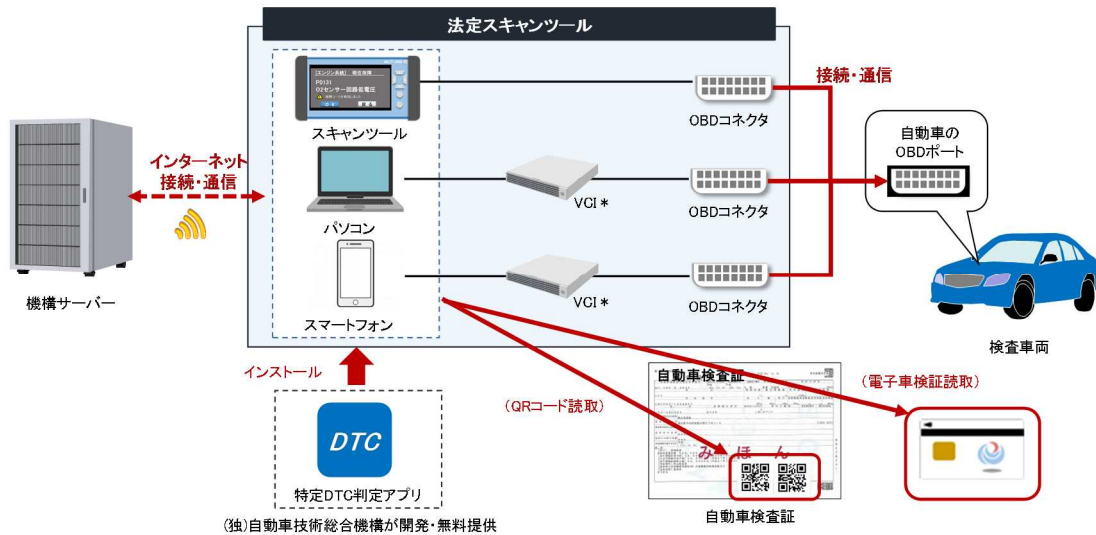 法定スキャンツール
[エンジン系統] 現在故障
P0131
O2センサー回路低電圧
スキャンツール
OBDコネクタ
接続・通信
自動車の
OBDポート
インターネット
接続・通信
パソコン
VCI*
OBDコネクタ
機構サーバー
スマートフォン
VCI*
OBDコネクタ
検査車両
インストール
DTC
特定DTC判定アプリ
(独)自動車技術総合機構が開発・無料提供
(QRコード読取)
(電子車検証読取)
自動車検査証
みほん
自動車検査証